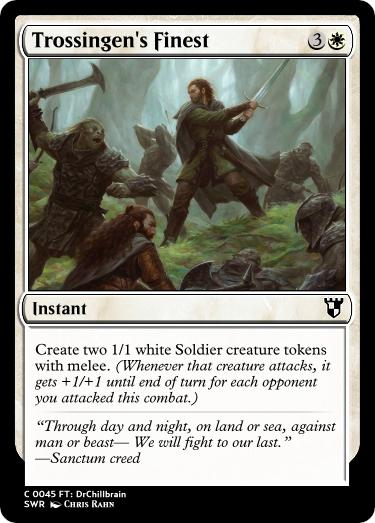 Trossingen's Finest 3
Instant
Create two 1/1 white Soldier creature tokens
with melee. (Whenever that creature attacks, it
gets +1/+1 until end of turn for each opponent
you attacked this combat.)
“Through day and night, on land or sea, against
man or beast— We will fight to our last.”
—Sanctum creed
C 0045 FT: DrChillbrain
SWR Chris Rahn